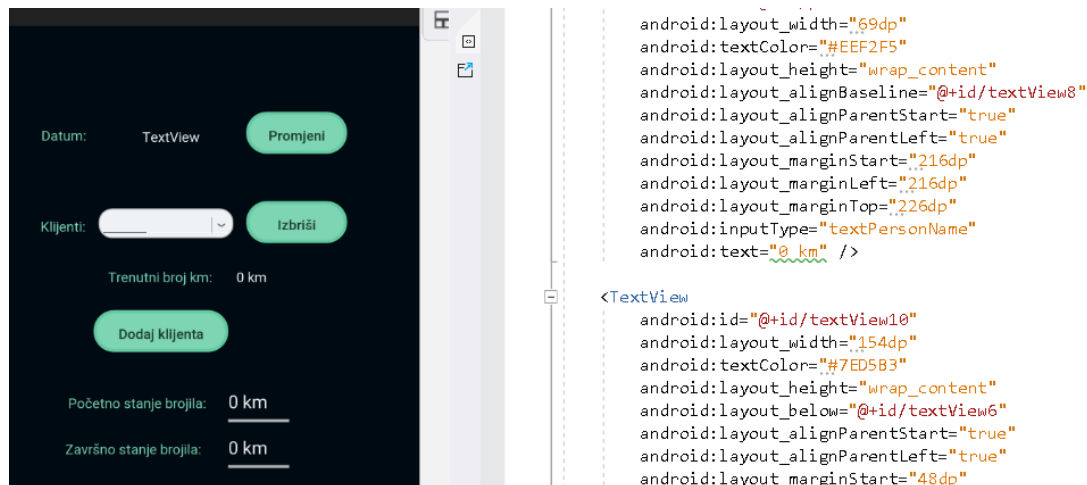 Datum:
TextView
Promjeni
Klijenti:
Izbriši
Trenutni broj km:
0 km
Dodaj klijenta
Početno stanje brojila:
0 km
Završno stanje brojila:
0 km
android:layout_width="69dp"
android:textColor="#EEF2F5"
android:layout_height="wrap_content"
android:layout_alignBaseline="@+id/textView8"
android:layout_alignParentStart="true"
android:layout_alignParentLeft="true"
android:layout_marginStart="216dp"
android:layout_marginLeft="216dp"
android:layout_marginTop="226dp"
android:inputType="textPersonName"
android:text="0 km" />
<TextView
android:id="@+id/textView10"
android:layout_width="154dp"
android:textColor="#7ED5B3"
android:layout_height="wrap_content"
android:layout_below="@+id/textView6"
android:layout_alignParentStart="true"
android:layout_alignParentLeft="true"
android:layout_marginStart="48dp"